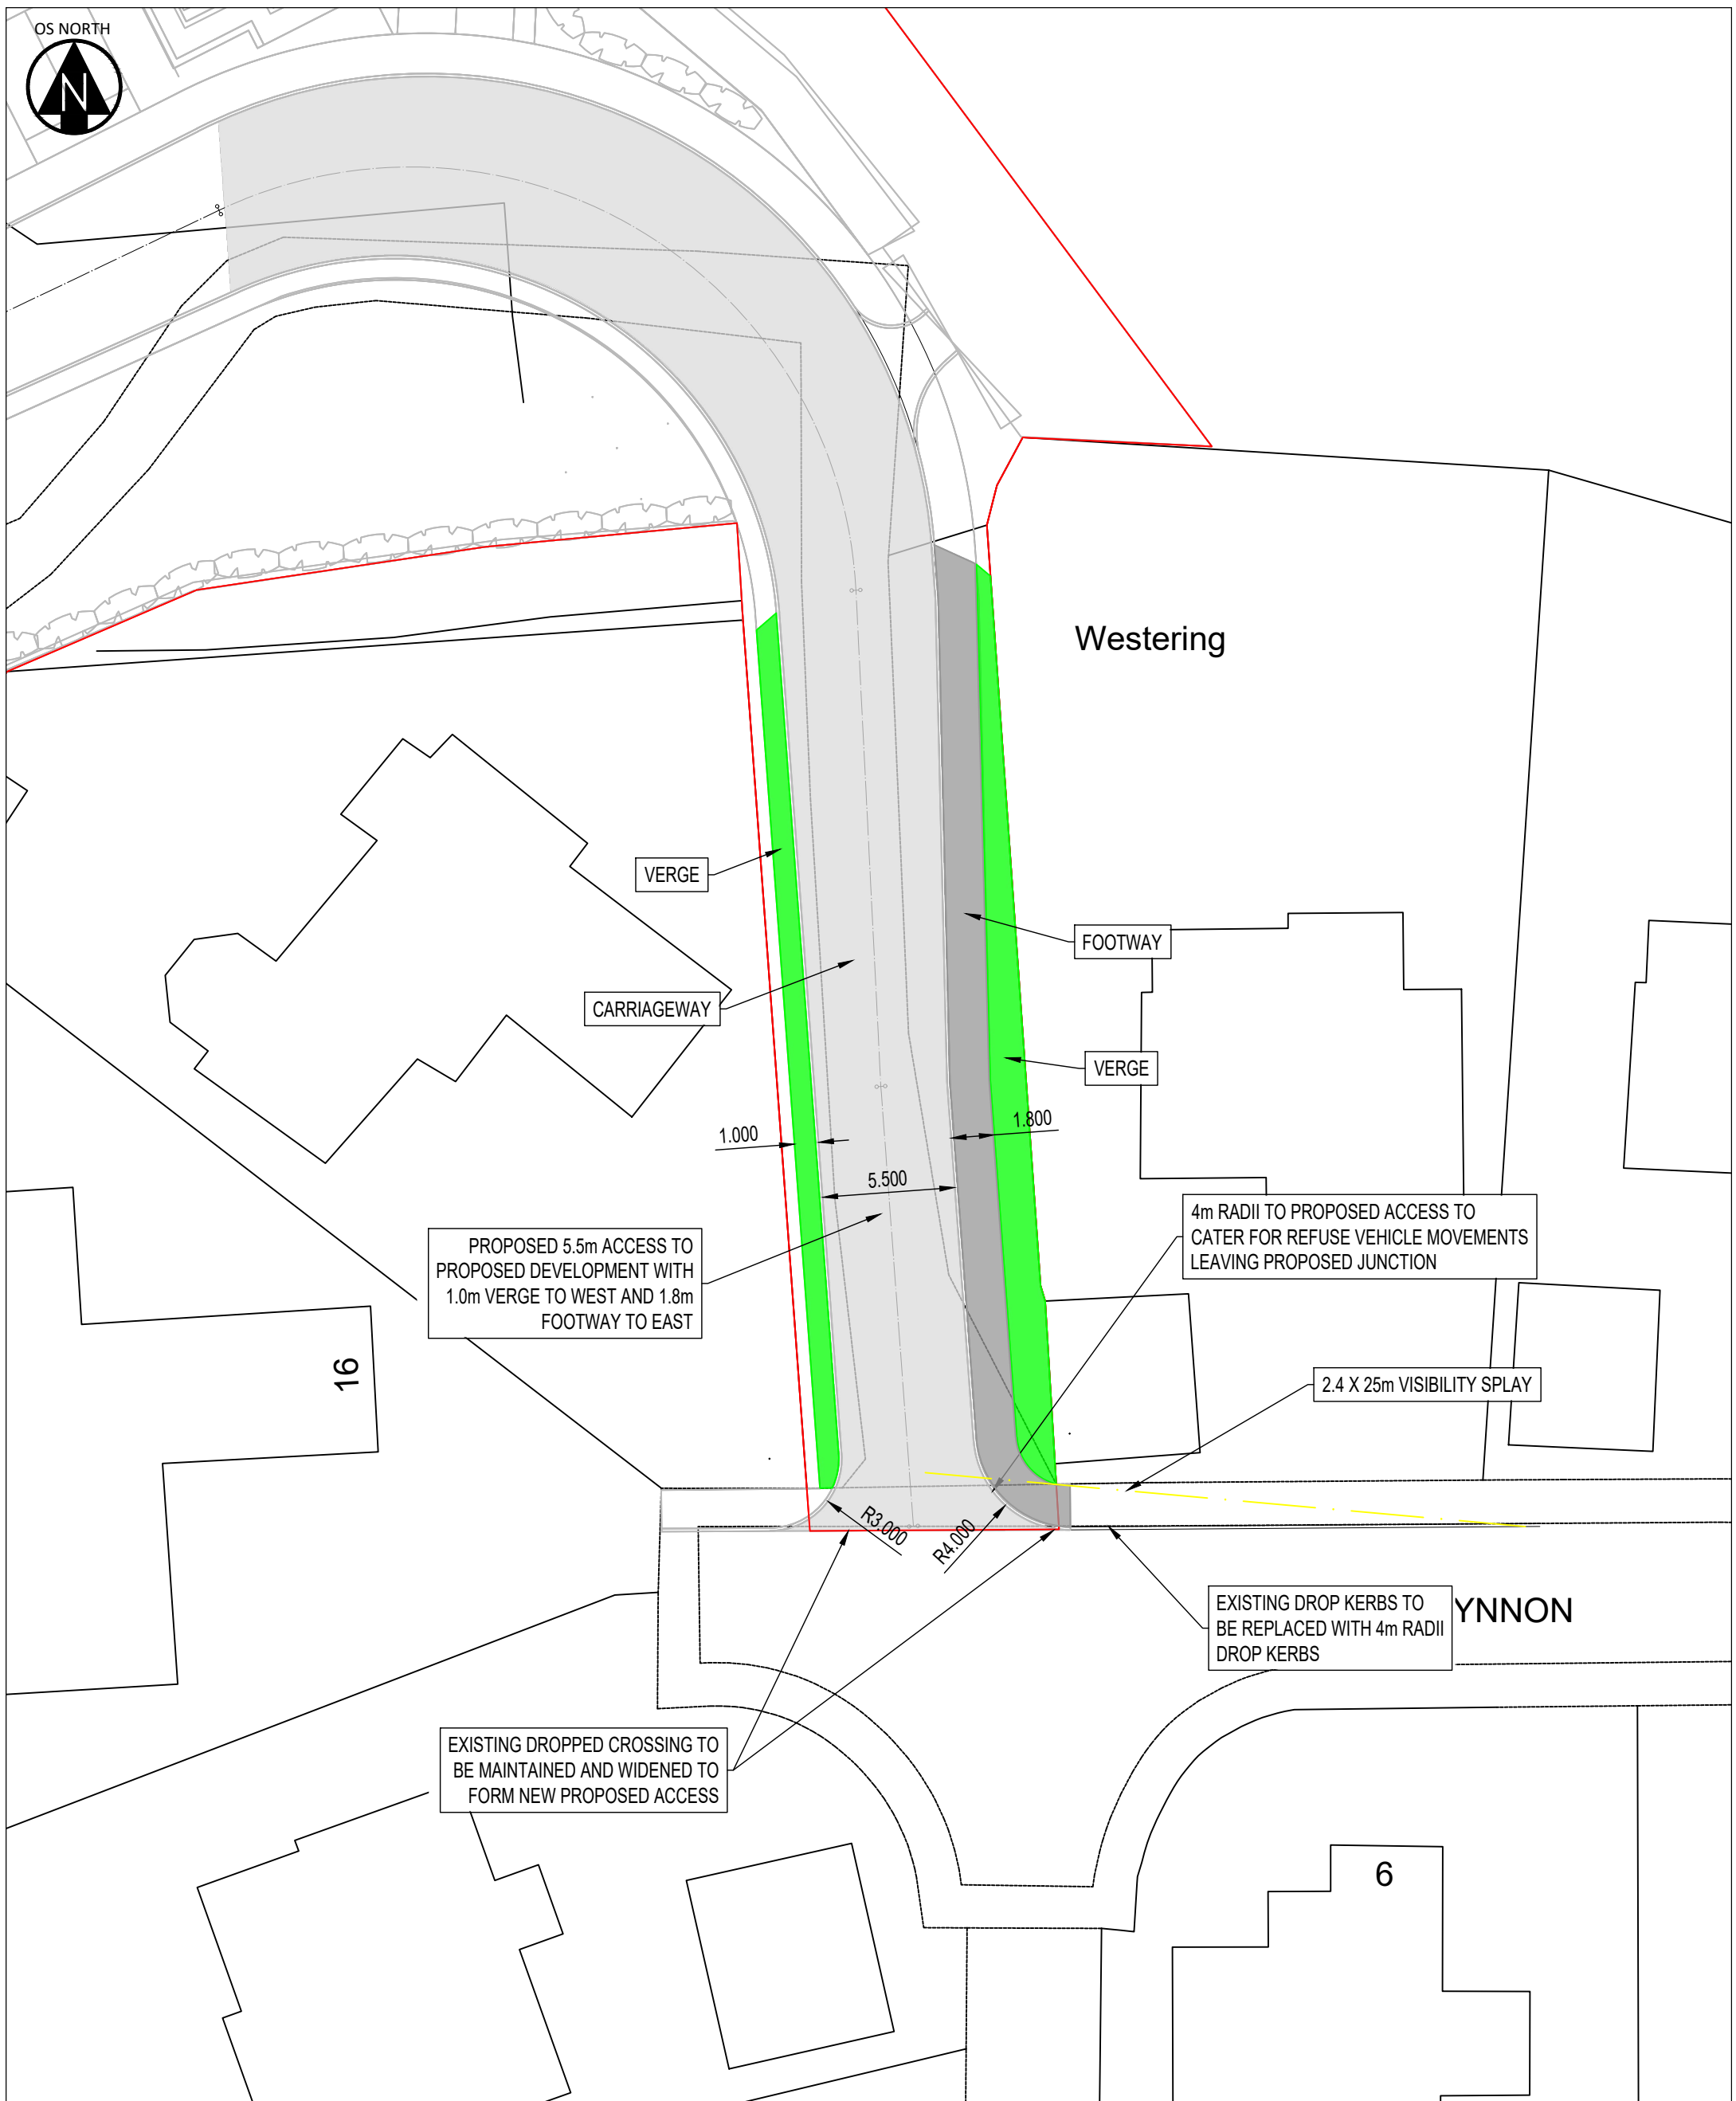 OS NORTH
N
Westering
VERGE
FOOTWAY
CARRIAGEWAY
VERGE
1.000
1.800
5.500
4m RADII TO PROPOSED ACCESS TO
CATER FOR REFUSE VEHICLE MOVEMENTS
LEAVING PROPOSED JUNCTION
PROPOSED 5.5m ACCESS TO
PROPOSED DEVELOPMENT WITH
1.0m VERGE TO WEST AND 1.8m
FOOTWAY TO EAST
16
2.4 X 25m VISIBILITY SPLAY
R3.000
R4.000
EXISTING DROP KERBS TO
BE REPLACED WITH 4m RADII
DROP KERBS
YNNON
EXISTING DROPPED CROSSING TO
BE MAINTAINED AND WIDENED TO
FORM NEW PROPOSED ACCESS
6